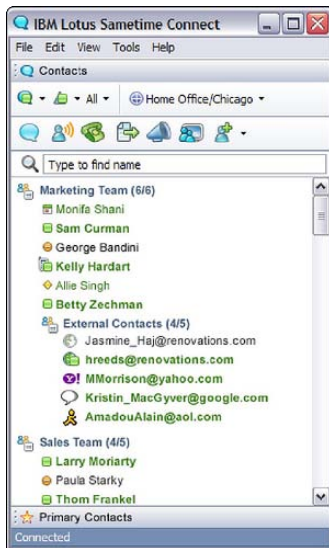 IBM Lotus Sametime Connect
File Edit View Tools Help
Contacts
All Home Office/Chicago
Type to find name
Marketing Team (6/6)
Monifa Shani
Sam Curman
George Bandini
Kelly Hardart
Allie Singh
Betty Zechman
External Contacts (4/5)
Jasmine_Haj@renovations.com
hreeds@renovations.com
MMorrison@yahoo.com
Kristin_MacGyver@google.com
AmadouAlain@aol.com
Sales Team (4/5)
Larry Moriarty
Paula Starky
Thom Frankel
Primary Contacts
Connected